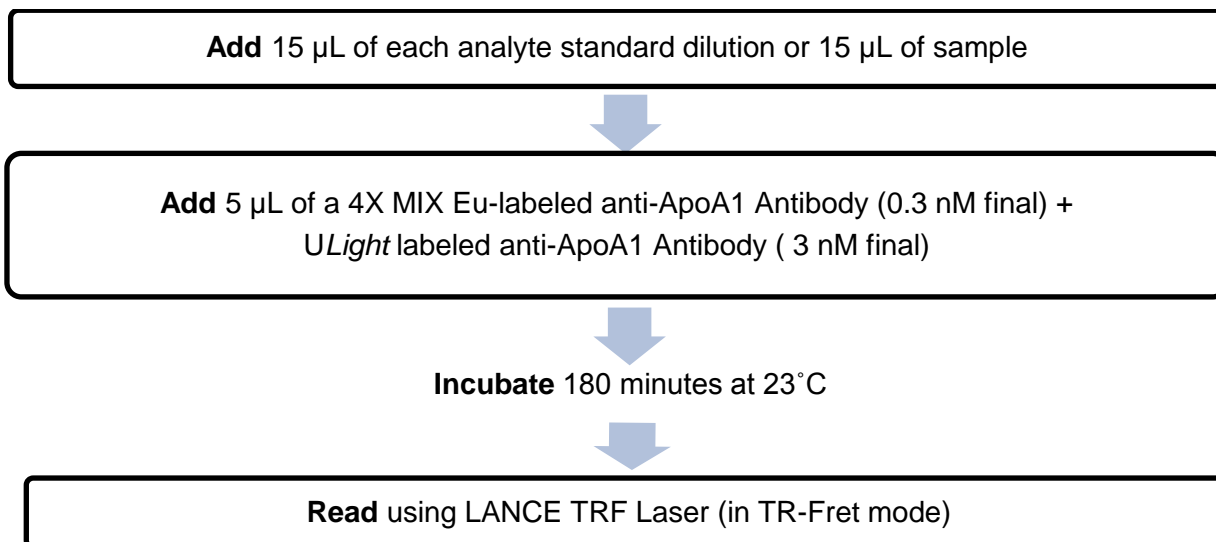 Add 15 µL of each analyte standard dilution or 15 µL of sample
Add 5 µL of a 4X MIX Eu-labeled anti-ApoA1 Antibody (0.3 nM final) +
ULight labeled anti-ApoA1 Antibody ( 3 nM final)
Incubate 180 minutes at 23˚C
Read using LANCE TRF Laser (in TR-Fret mode)